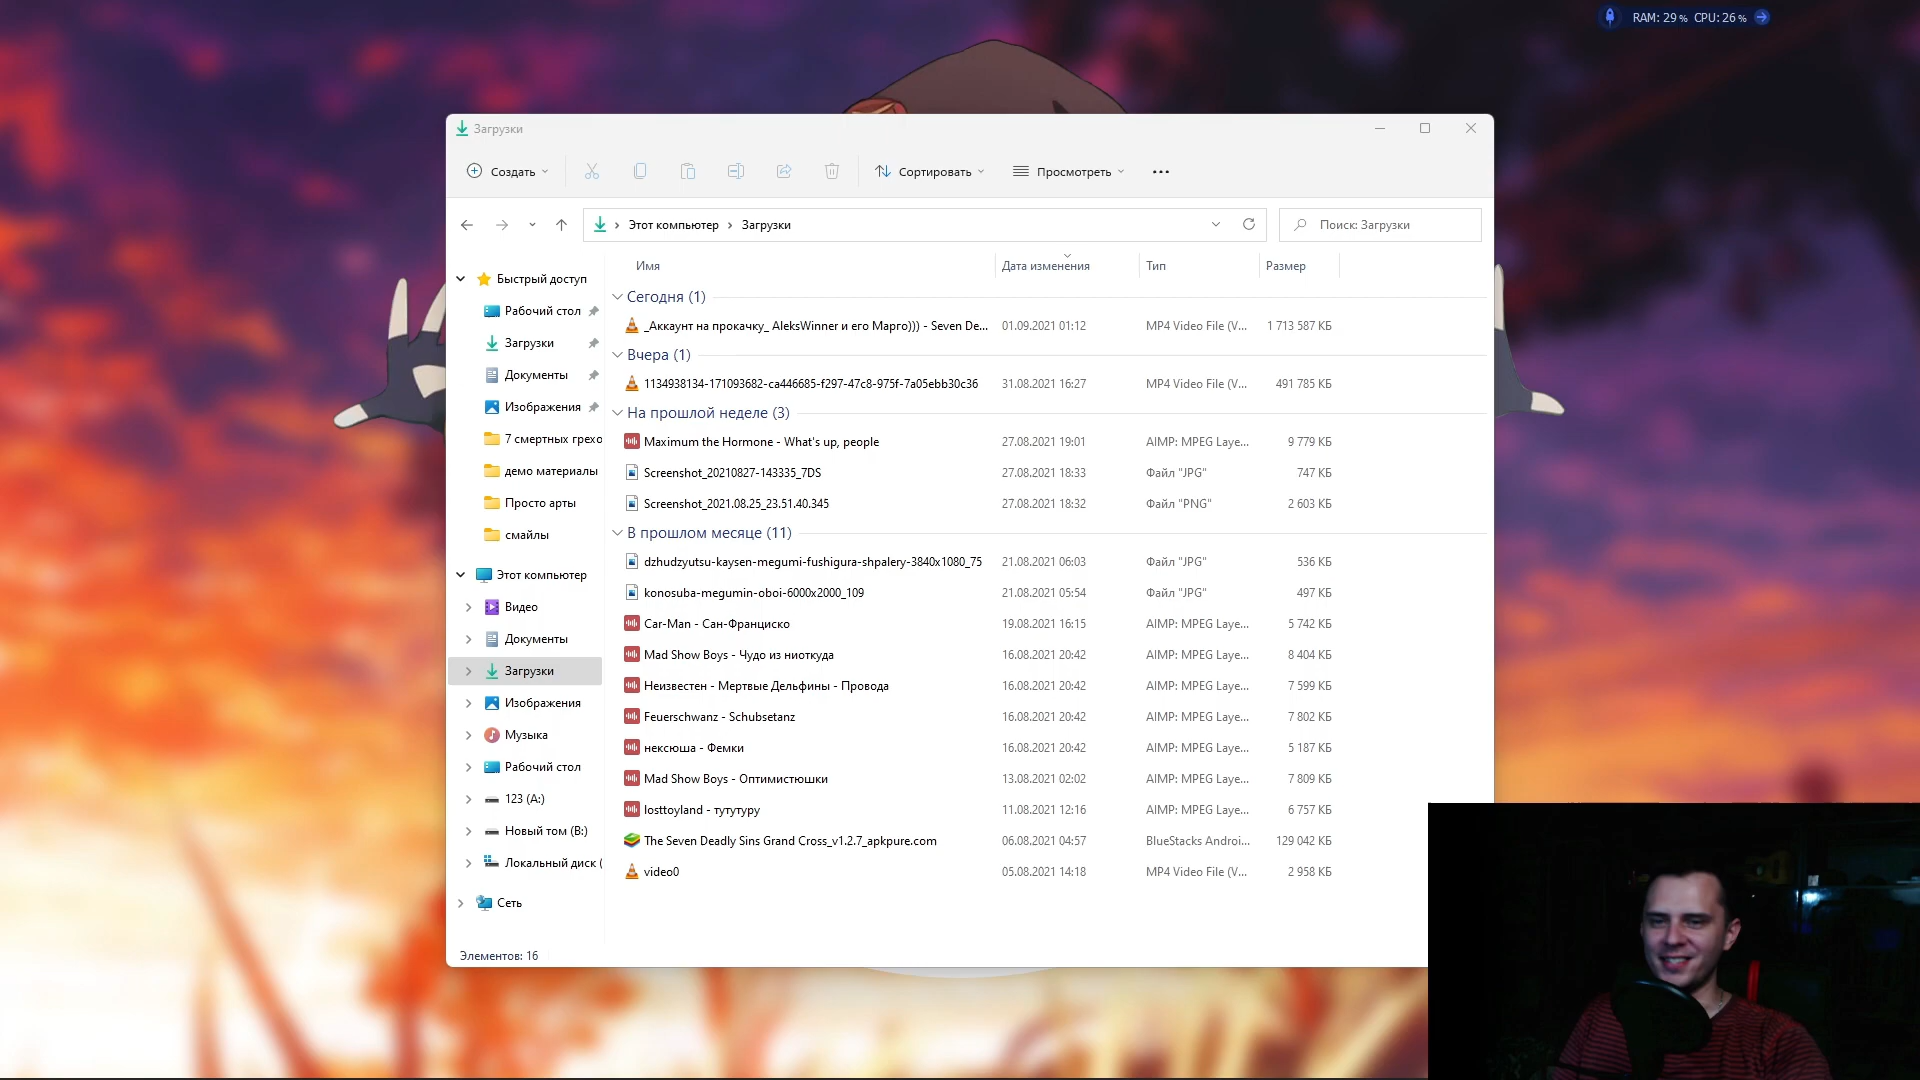 RAM: 29 % CPU: 26 %
Загрузки
Создать
Сортировать
Просмотреть
Этот компьютер Загрузки
Поиск: Загрузки
Быстрый доступ
Рабочий стол
Загрузки
Документы
Изображения
7 смертных грехо
демо материалы
Просто арты
смайлы
Этот компьютер
Видео
Документы
Загрузки
Изображения
Музыка
Рабочий стол
123 (A:)
Новый том (B:)
Локальный диск (
Сеть
Имя Дата изменения Тип Размер
Сегодня (1)
_Аккаунт на прокачку_ AleksWinner и его Марго))) - Seven De... 01.09.2021 01:12 MP4 Video File (V... 1 713 587 КБ
Вчера (1)
1134938134-171093682-ca446685-f297-47c8-975f-7a05ebb30c36 31.08.2021 16:27 MP4 Video File (V... 491 785 КБ
На прошлой неделе (3)
Maximum the Hormone - What's up, people 27.08.2021 19:01 AIMP: MPEG Laye... 9 779 КБ
Screenshot_20210827-143335_7DS 27.08.2021 18:33 Файл "JPG" 747 КБ
Screenshot_2021.08.25_23.51.40.345 27.08.2021 18:32 Файл "PNG" 2 603 КБ
В прошлом месяце (11)
dzhudzyutsu-kaysen-megumi-fushigura-shpalery-3840x1080_75 21.08.2021 06:03 Файл "JPG" 536 КБ
konosuba-megumin-oboi-6000x2000_109 21.08.2021 05:54 Файл "JPG" 497 КБ
Car-Man - Сан-Франциско 19.08.2021 16:15 AIMP: MPEG Laye... 5 742 КБ
Mad Show Boys - Чудо из ниоткуда 16.08.2021 20:42 AIMP: MPEG Laye... 8 404 КБ
Неизвестен - Мертвые Дельфины - Провода 16.08.2021 20:42 AIMP: MPEG Laye... 7 599 КБ
Feuerschwanz - Schubsetanz 16.08.2021 20:42 AIMP: MPEG Laye... 7 802 КБ
нексюша - Фемки 16.08.2021 20:42 AIMP: MPEG Laye... 5 187 КБ
Mad Show Boys - Оптимистюшки 13.08.2021 02:02 AIMP: MPEG Laye... 7 809 КБ
losttoyland - тутутуру 11.08.2021 12:16 AIMP: MPEG Laye... 6 757 КБ
The Seven Deadly Sins Grand Cross_v1.2.7_apkpure.com 06.08.2021 04:57 BlueStacks Androi... 129 042 КБ
video0 05.08.2021 14:18 MP4 Video File (V... 2 958 КБ
Элементов: 16